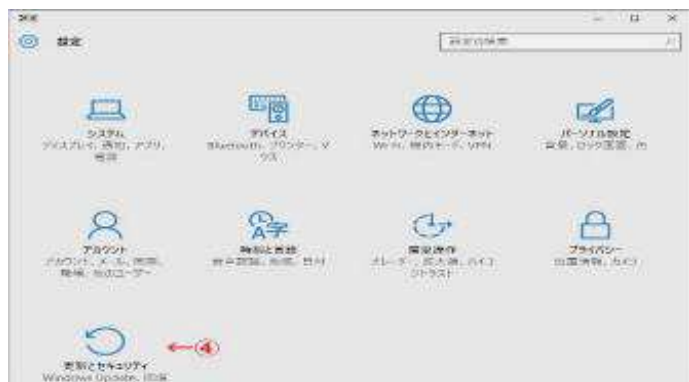 設定
設定
設定の検索
システム
ディスプレイ、通知、アプリ、
電源
デバイス
Bluetooth、プリンター、マ
ウス
ネットワークとインターネット
Wi-Fi、機内モード、VPN
パーソナル設定
背景、ロック画面、色
アカウント
アカウント、メール、同期、
職場、他のユーザー
時刻と言語
音声認識、地域、日付
簡単操作
ナレーター、拡大鏡、ハイコ
ントラスト
プライバシー
位置情報、カメラ
更新とセキュリティ
Windows Update、回復
←④